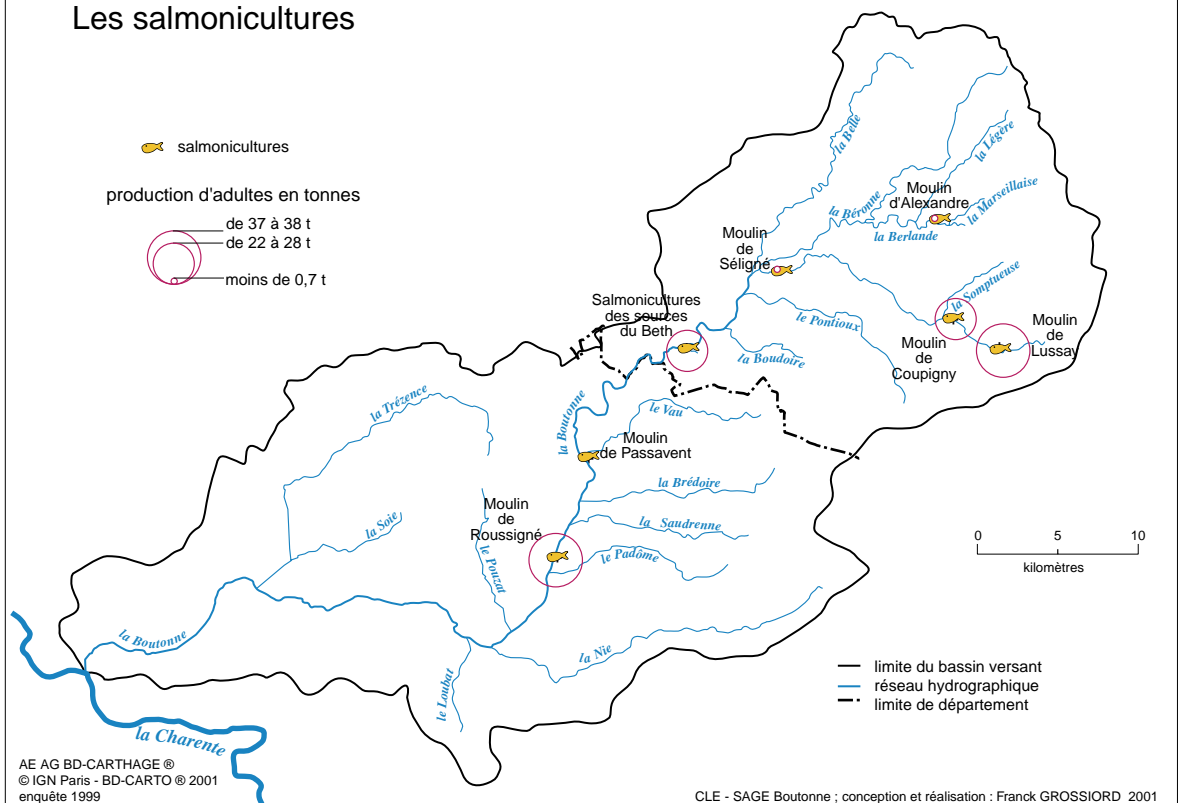 Les salmonicultures
salmonicultures
production d'adultes en tonnes
de 37 à 38 t
de 22 à 28 t
moins de 0,7 t
la Belle
la Légère
Moulin
d'Alexandre
la Marseillaise
la Béronne
la Berlande
Moulin
de
Séligné
la Somptueuse
Salmonicultures
des sources
du Beth
le Pontioux
la Boudoire
Moulin
de
Coupigny
Moulin
de
Lussay
la Trézence
la Boutonne
le Vau
Moulin
de Passavent
la Brédoire
Moulin
de
Roussigné
la Soie
le Pouzat
la Saudrenne
le Padôme
0 5 10
kilomètres
la Boutonne
la Nie
le Loubat
la Charente
limite du bassin versant
réseau hydrographique
limite de département
AE AG BD-CARTHAGE ®
© IGN Paris - BD-CARTO ® 2001
enquête 1999
CLE - SAGE Boutonne ; conception et réalisation : Franck GROSSIORD 2001